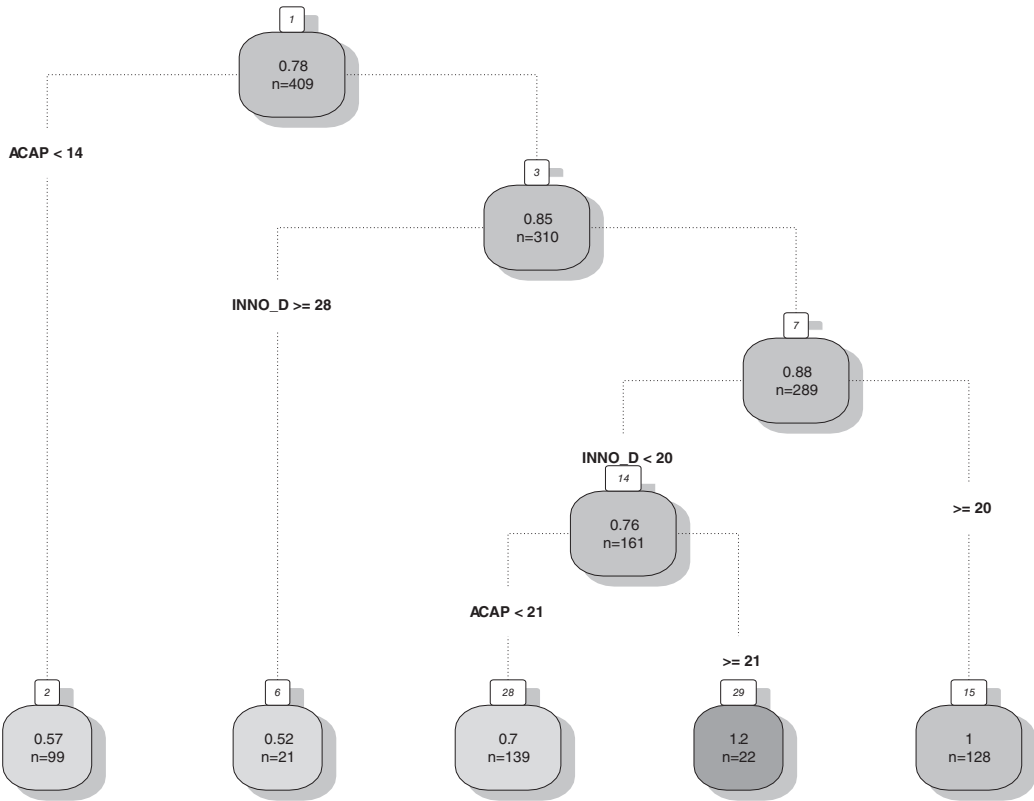 1
0.78
n=409
ACAP < 14
3
0.85
n=310
INNO_D >= 28
7
0.88
n=289
INNO_D < 20
14
>= 20
0.76
n=161
ACAP < 21
>= 21
2
6
28
29
15
0.57
n=99
0.52
n=21
0.7
n=139
1.2
n=22
1
n=128